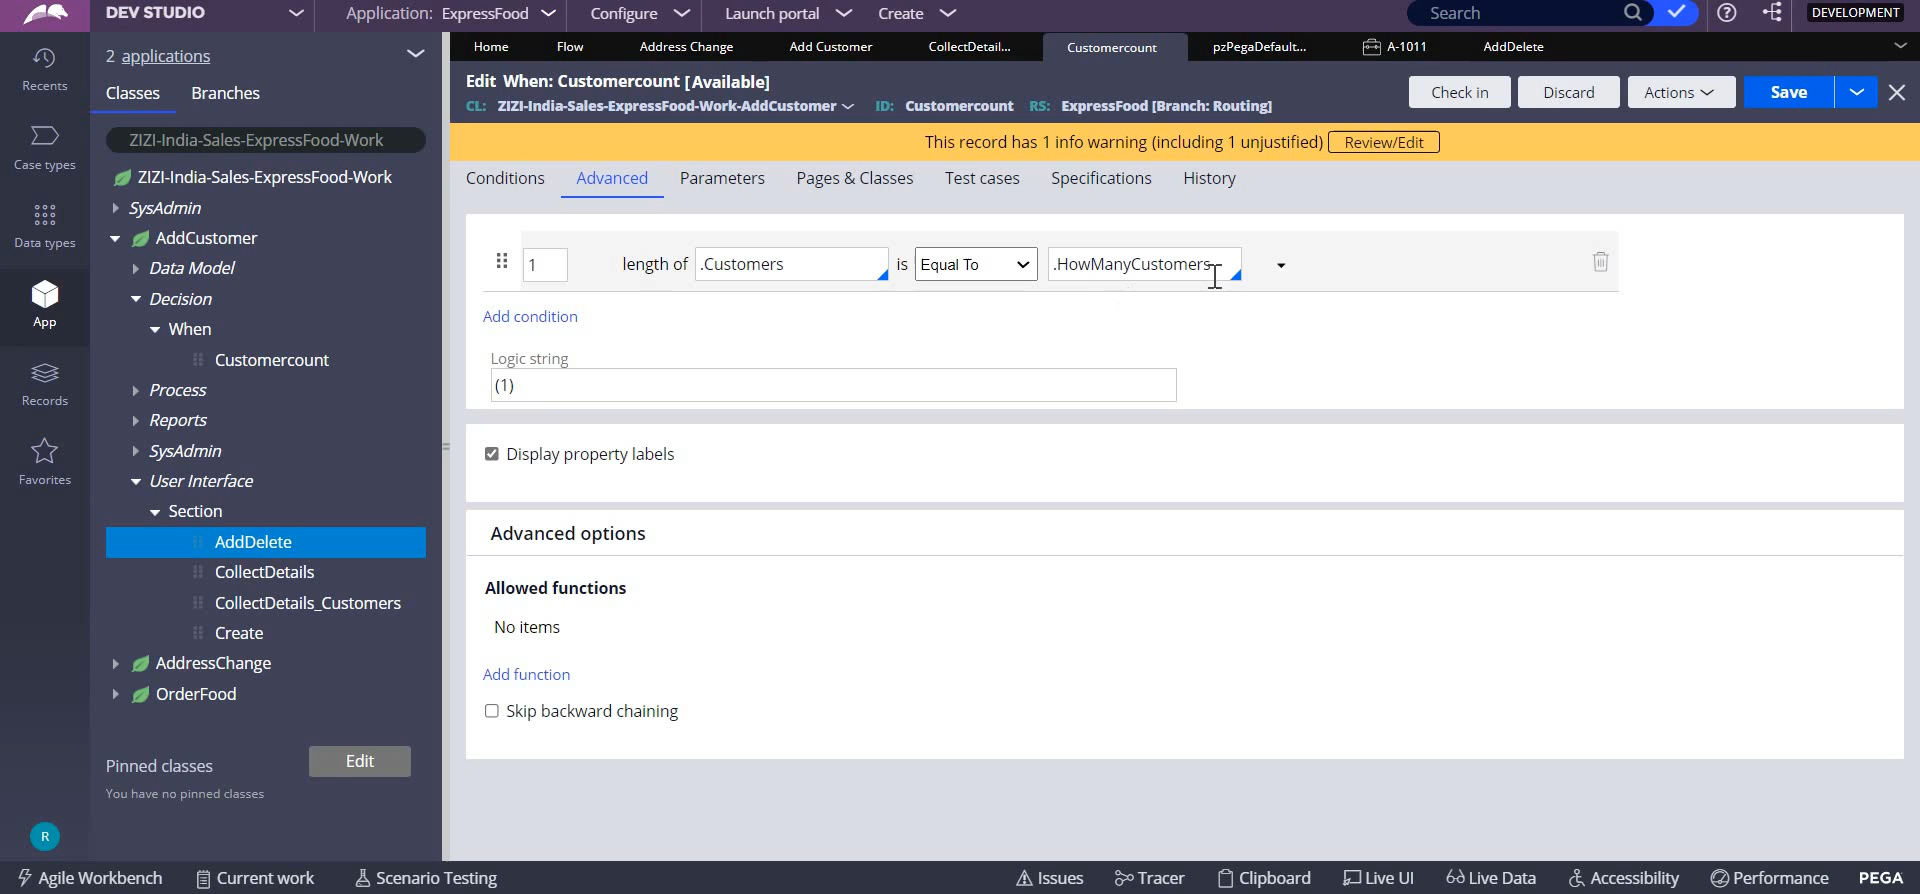 DEV STUDIO
Application: ExpressFood
Configure
Launch portal
Create
Search
DEVELOPMENT
Recents
Case types
Data types
App
Records
Favorites
R
2 applications
Classes Branches
ZIZI-India-Sales-ExpressFood-Work
ZIZI-India-Sales-ExpressFood-Work
SysAdmin
AddCustomer
Data Model
Decision
When
Customercount
Process
Reports
SysAdmin
User Interface
Section
AddDelete
CollectDetails
CollectDetails_Customers
Create
AddressChange
OrderFood
Pinned classes
Edit
You have no pinned classes
Home Flow Address Change Add Customer CollectDetail... Customercount pzPegaDefault... A-1011 AddDelete
Edit When: Customercount [Available]
CL: ZIZI-India-Sales-ExpressFood-Work-AddCustomer ID: Customercount RS: ExpressFood [Branch: Routing]
Check in Discard Actions Save
This record has 1 info warning (including 1 unjustified) Review/Edit
Conditions Advanced Parameters Pages & Classes Test cases Specifications History
1 length of .Customers is Equal To .HowManyCustomers
Add condition
Logic string
(1)
Display property labels
Advanced options
Allowed functions
No items
Add function
Skip backward chaining
Agile Workbench Current work Scenario Testing Issues Tracer Clipboard Live UI Live Data Accessibility Performance PEGA